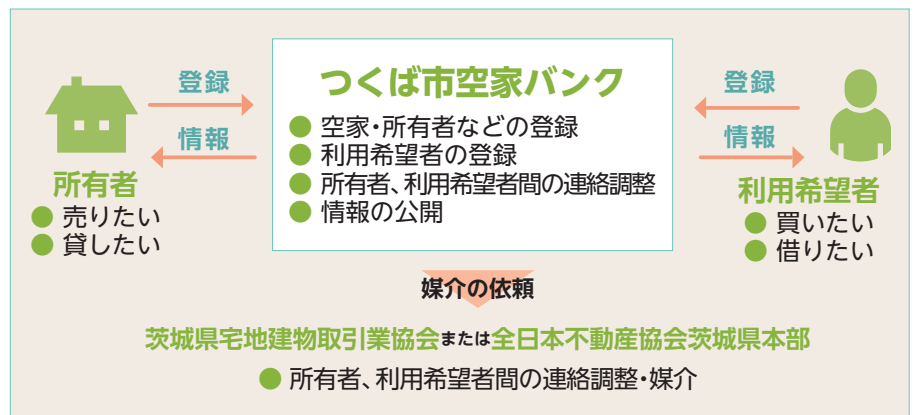 つくば市空家バンク
● 空家・所有者などの登録
● 利用希望者の登録
● 所有者、利用希望者間の連絡調整
● 情報の公開
登録
情報
所有者
● 売りたい
● 貸したい
登録
情報
利用希望者
● 買いたい
● 借りたい
媒介の依頼
茨城県宅地建物取引業協会または全日本不動産協会茨城県本部
● 所有者、利用希望者間の連絡調整・媒介